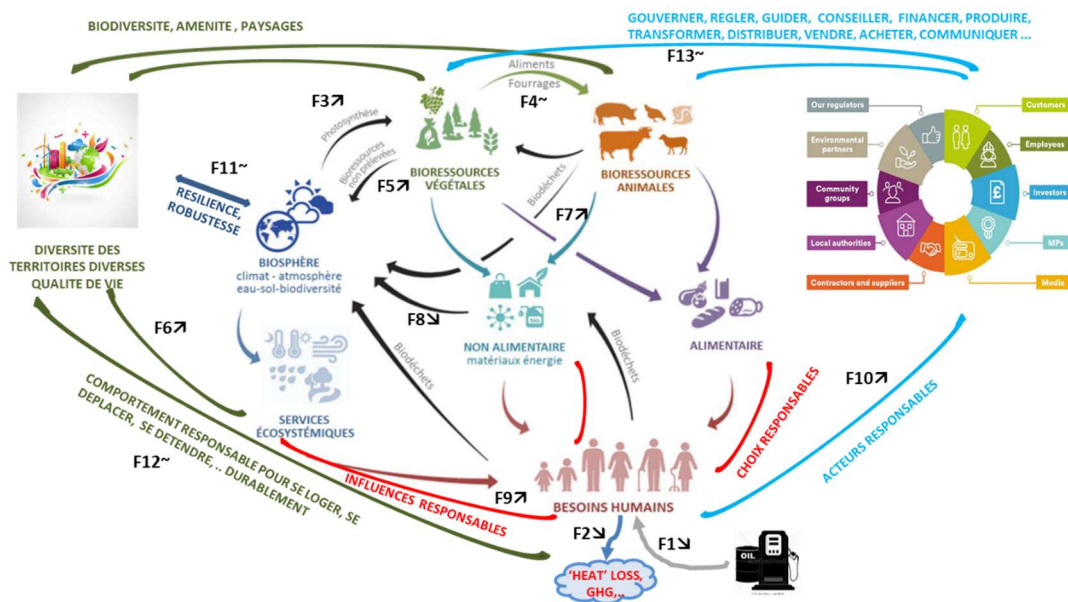 BIODIVERSITE, AMENITE , PAYSAGES
GOUVERNER, REGLER, GUIDER, CONSEILLER, FINANCER, PRODUIRE,
TRANSFORMER, DISTRIBUER, VENDRE, ACHETER, COMMUNIQUER ...
F13~
Aliments
Fourrages
F4~
F3↗
Photosynthèse
Bioressources
non prélevées
F5↗
BIORESSOURCES
VÉGÉTALES
BIORESSOURCES
ANIMALES
Biodéchets
F7↗
F11~
RESILIENCE,
ROBUSTESSE
DIVERSITE DES
TERRITOIRES DIVERSES
QUALITE DE VIE
BIOSPHÈRE
climat - atmosphère
eau-sol-biodiversité
F6↗
F8↘
NON ALIMENTAIRE
matériaux énergie
ALIMENTAIRE
Biodéchets
Biodéchets
SERVICES
ÉCOSYSTÉMIQUES
Our regulators
Customers
Environmental
partners
Employees
Community
groups
Investors
£
Local authorities
MPs
Contractors and suppliers
Media
F10↗
ACTEURS RESPONSABLES
CHOIX RESPONSABLES
COMPORTEMENT RESPONSABLE POUR SE LOGER, SE
DEPLACER, SE DETENDRE, .. DURABLEMENT
F12~
INFLUENCES RESPONSABLES
F9↗
BESOINS HUMAINS
F2↘
F1↘
'HEAT' LOSS,
GHG,..
OIL